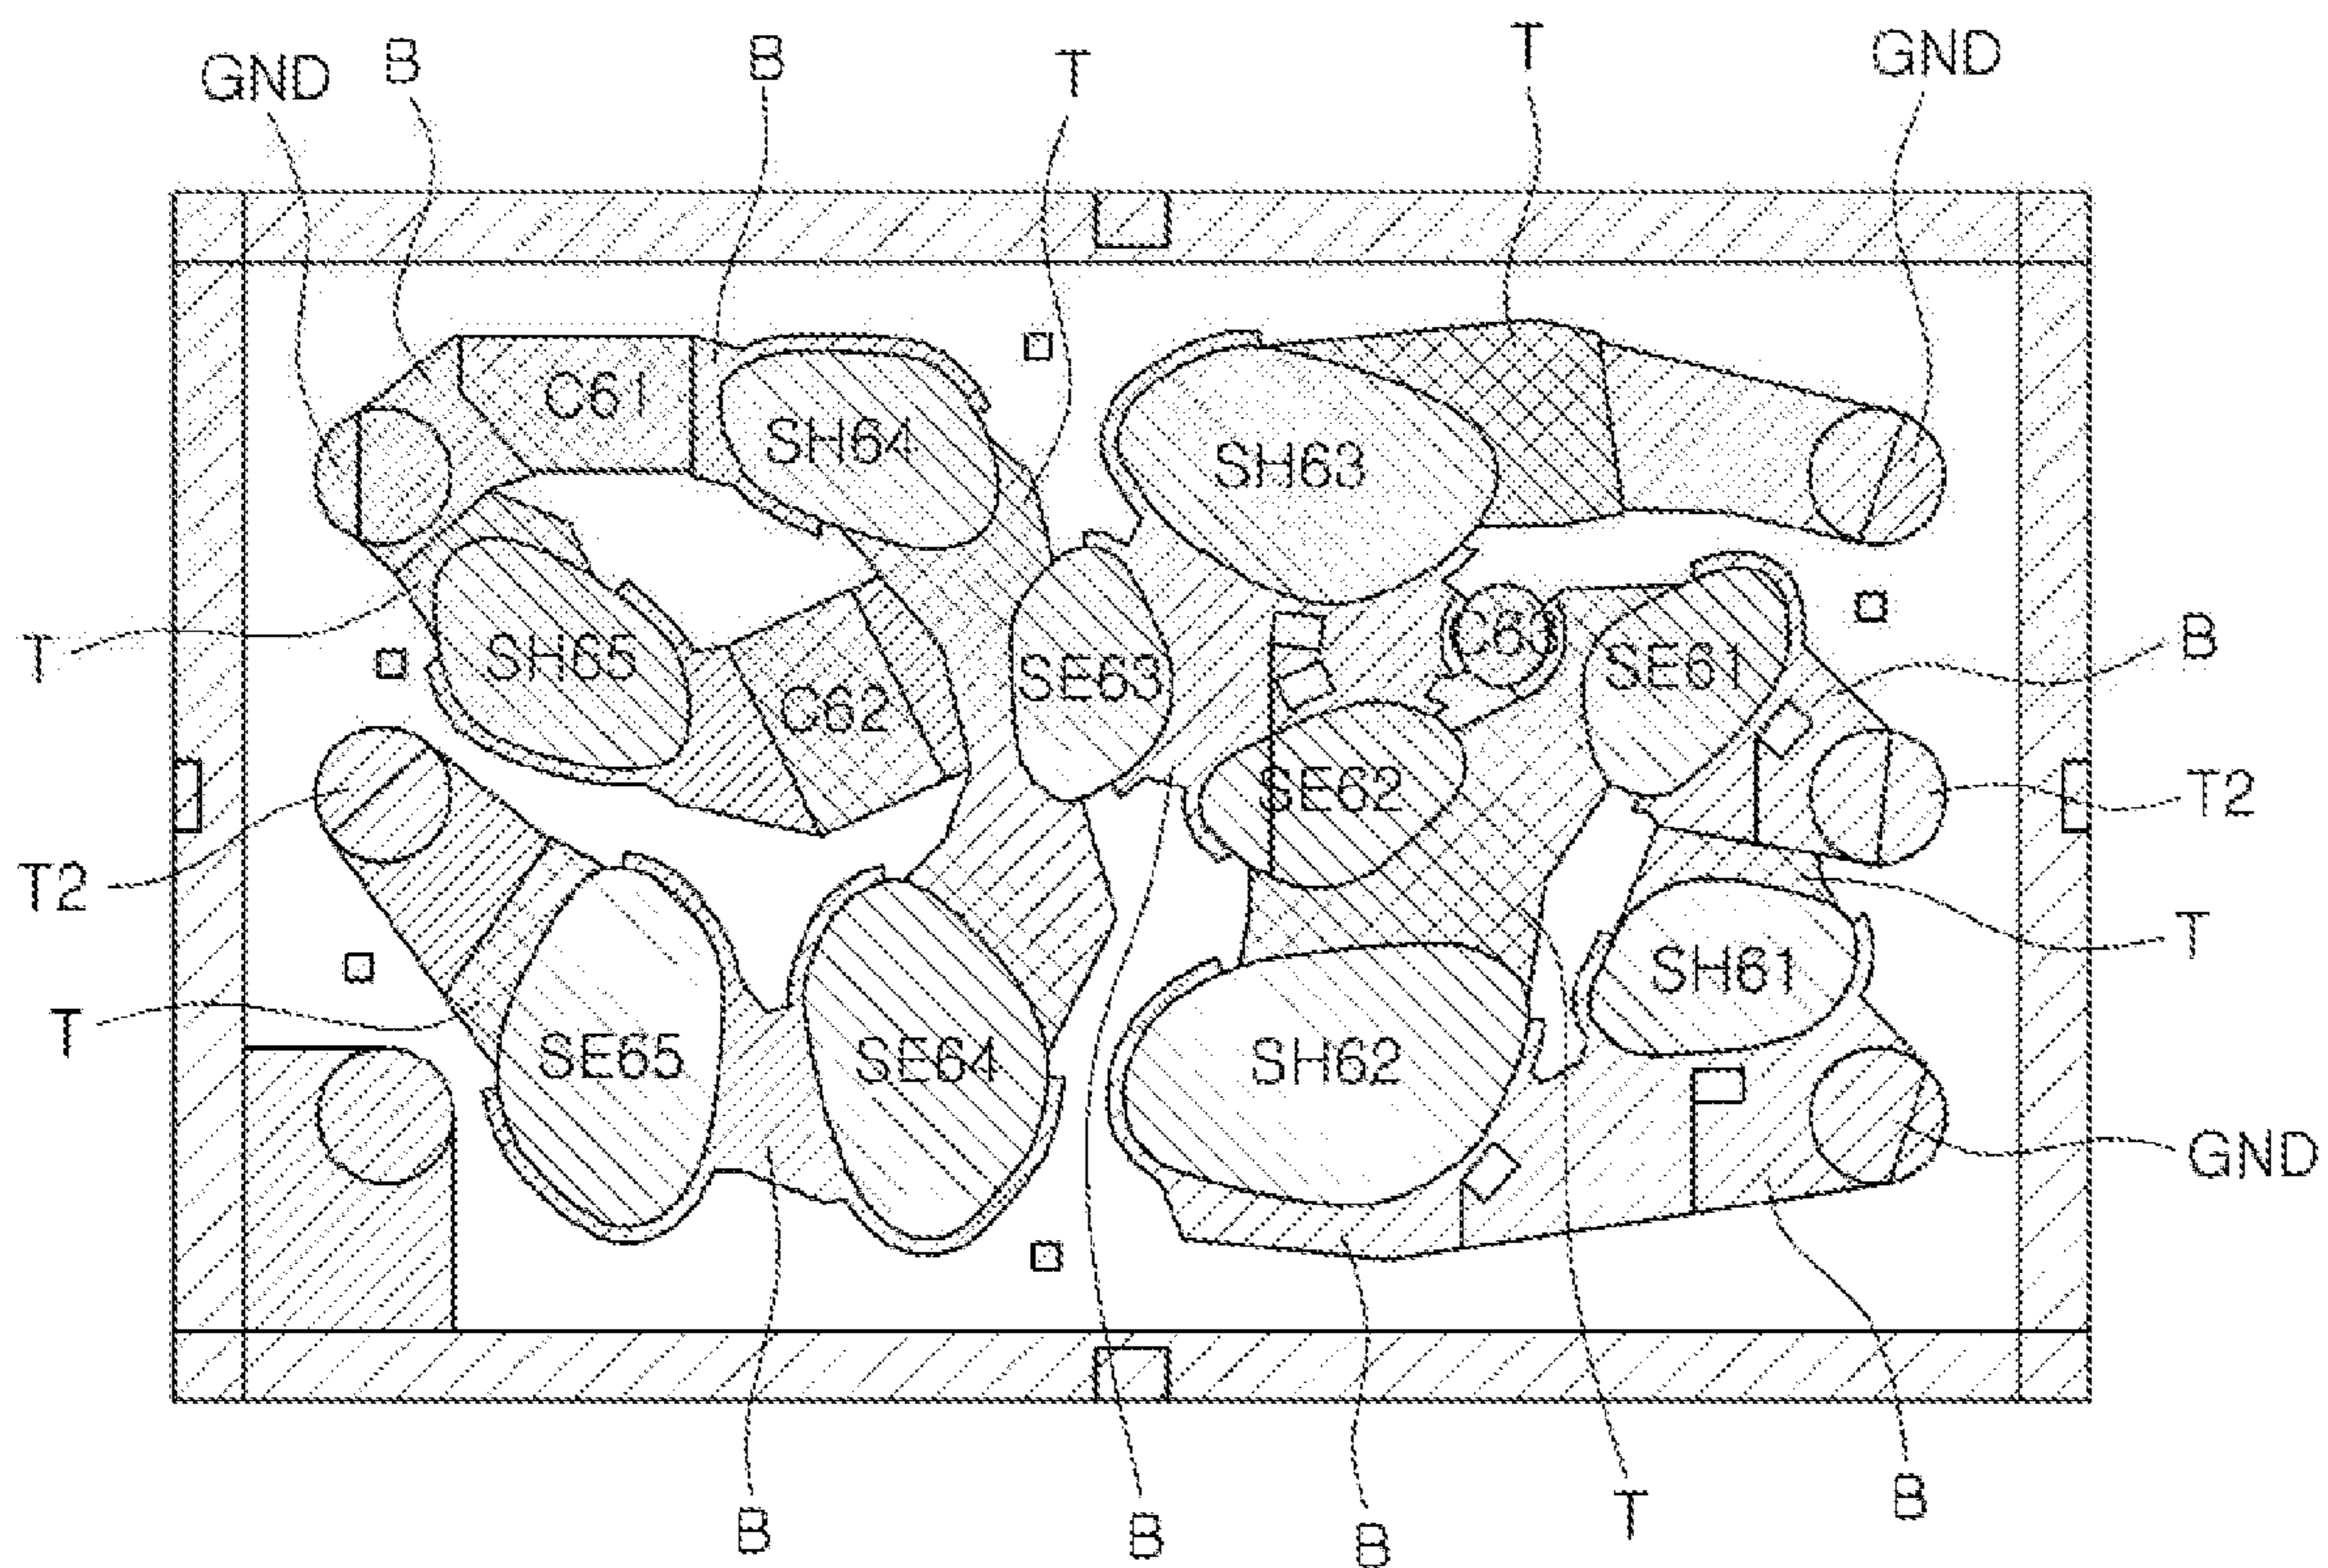 GND B B T T GND
C61 SH64 SH63
T SH65 C62 SE63 C63 SE61 B
T2 SE62 T2
T SE65 SE64 SH62 SH61 T
GND
B B B T B